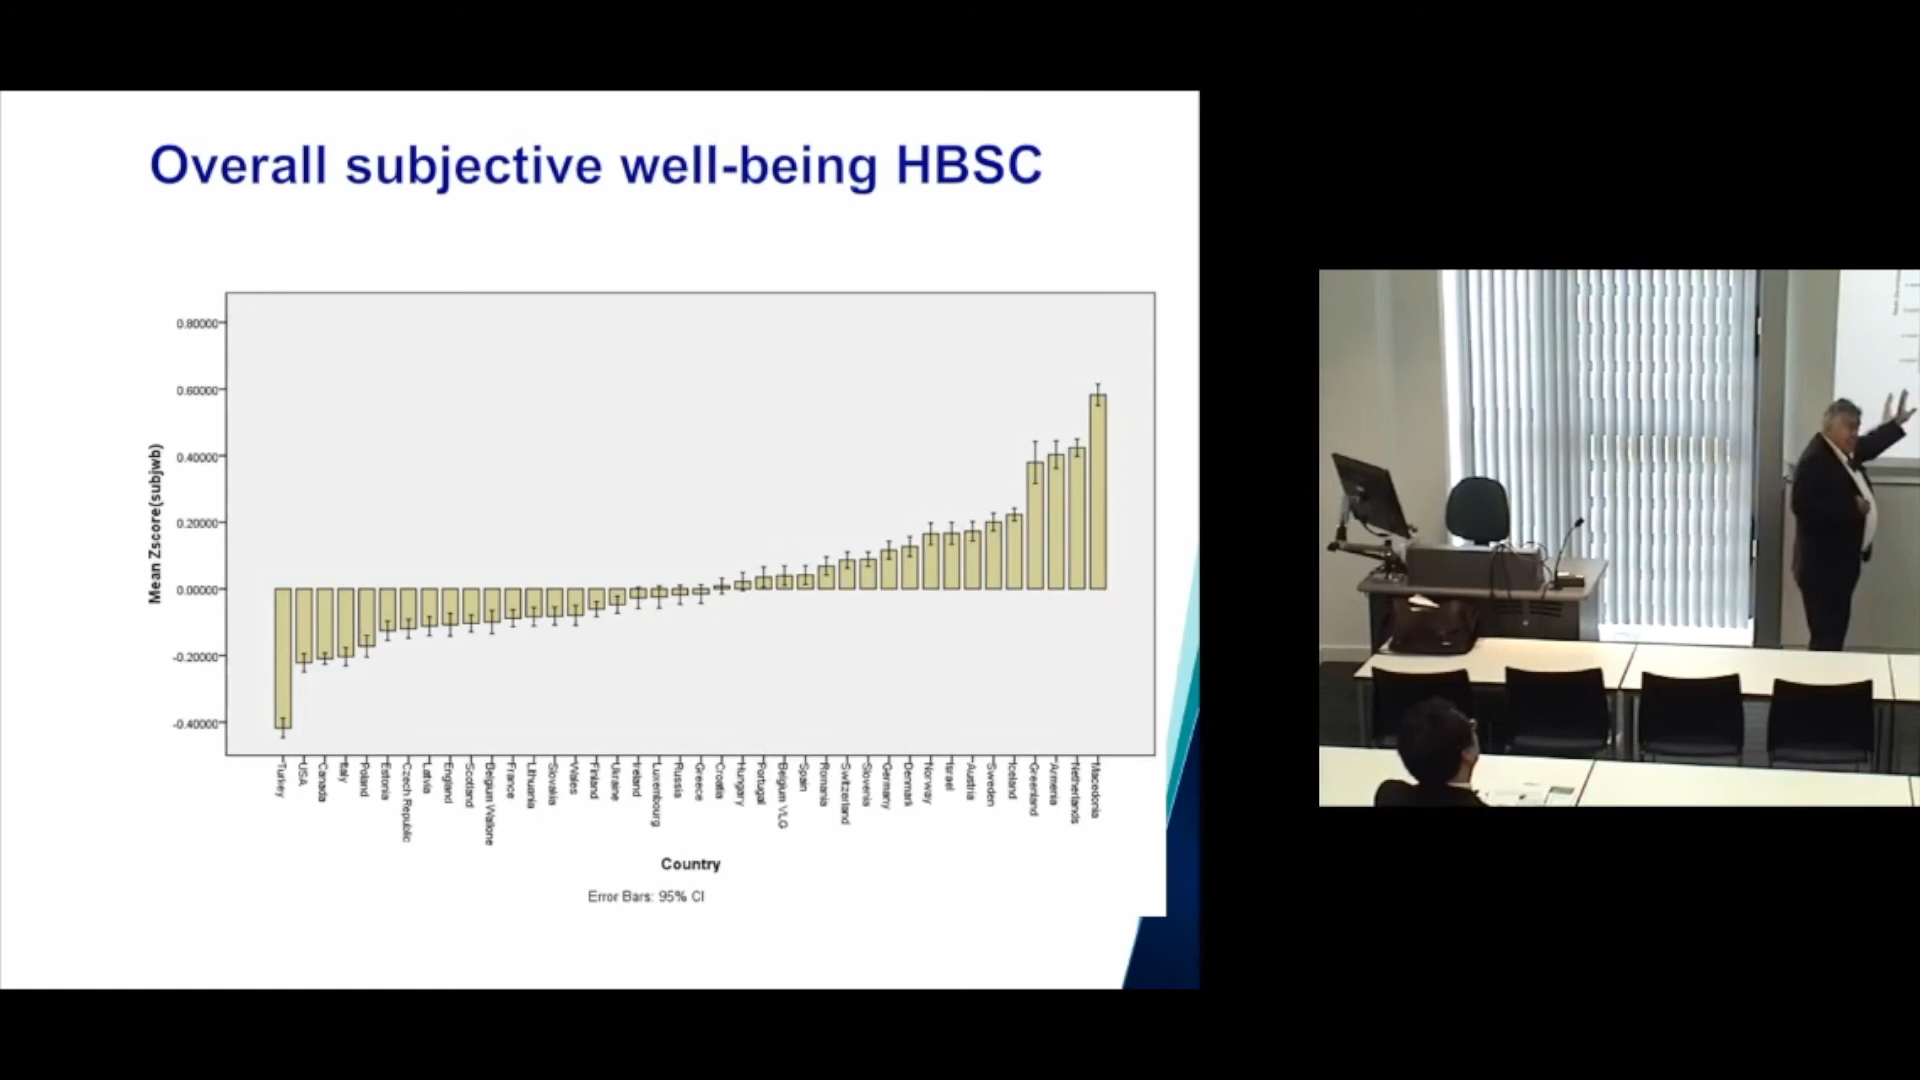 Overall subjective well-being HBSC
0.80000
0.60000
0.40000
0.20000
0.00000
-0.20000
-0.40000
Mean Zscore(subjwb)
Turkey
USA
Canada
Italy
Poland
Estonia
Czech Republic
Latvia
England
Scotland
Belgium Wallone
France
Lithuania
Slovakia
Wales
Finland
Ukraine
Ireland
Luxembourg
Russia
Greece
Croatia
Hungary
Portugal
Belgium VLG
Spain
Romania
Switzerland
Slovenia
Germany
Denmark
Norway
Israel
Austria
Sweden
Iceland
Greenland
Armenia
Netherlands
Macedonia
Country
Error Bars: 95% CI